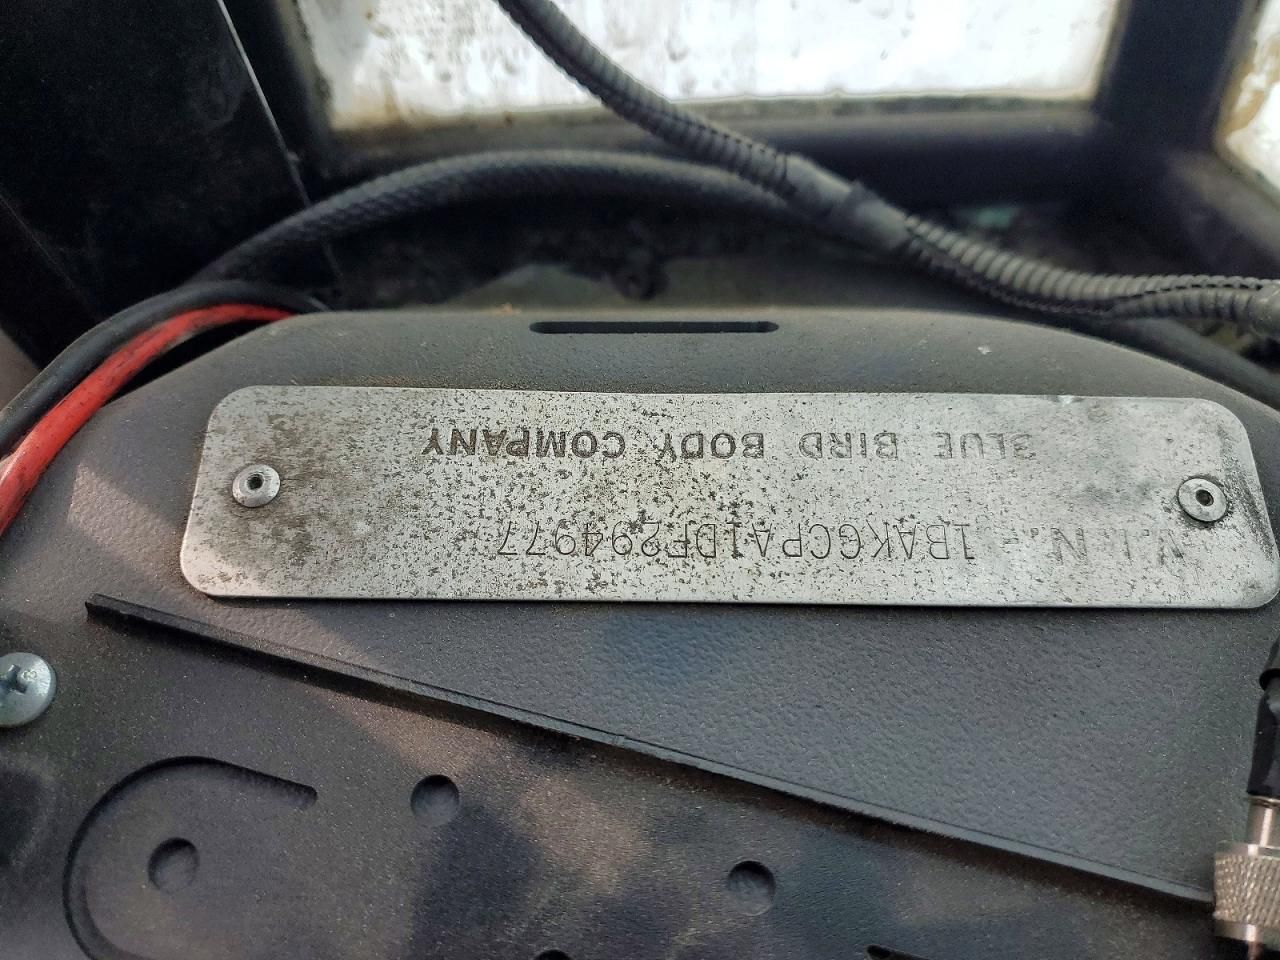 V.I.N. - 1BAKGCPA1DF294977
BLUE BIRD BODY COMPANY